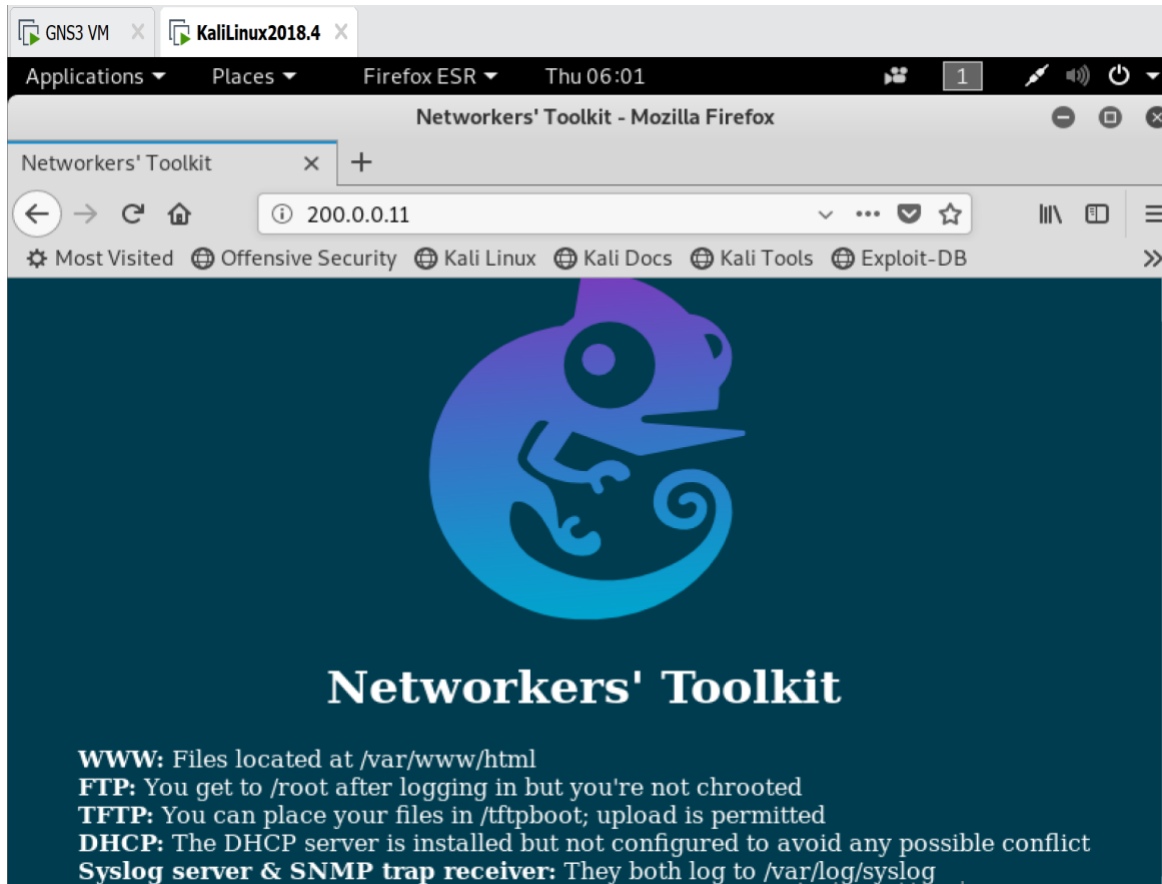 GNS3 VM
KaliLinux2018.4
Applications Places Firefox ESR Thu 06:01 1
Networkers' Toolkit - Mozilla Firefox
Networkers' Toolkit
200.0.0.11
Most Visited Offensive Security Kali Linux Kali Docs Kali Tools Exploit-DB
Networkers' Toolkit
WWW: Files located at /var/www/html
FTP: You get to /root after logging in but you're not chrooted
TFTP: You can place your files in /tftpboot; upload is permitted
DHCP: The DHCP server is installed but not configured to avoid any possible conflict
Syslog server & SNMP trap receiver: They both log to /var/log/syslog